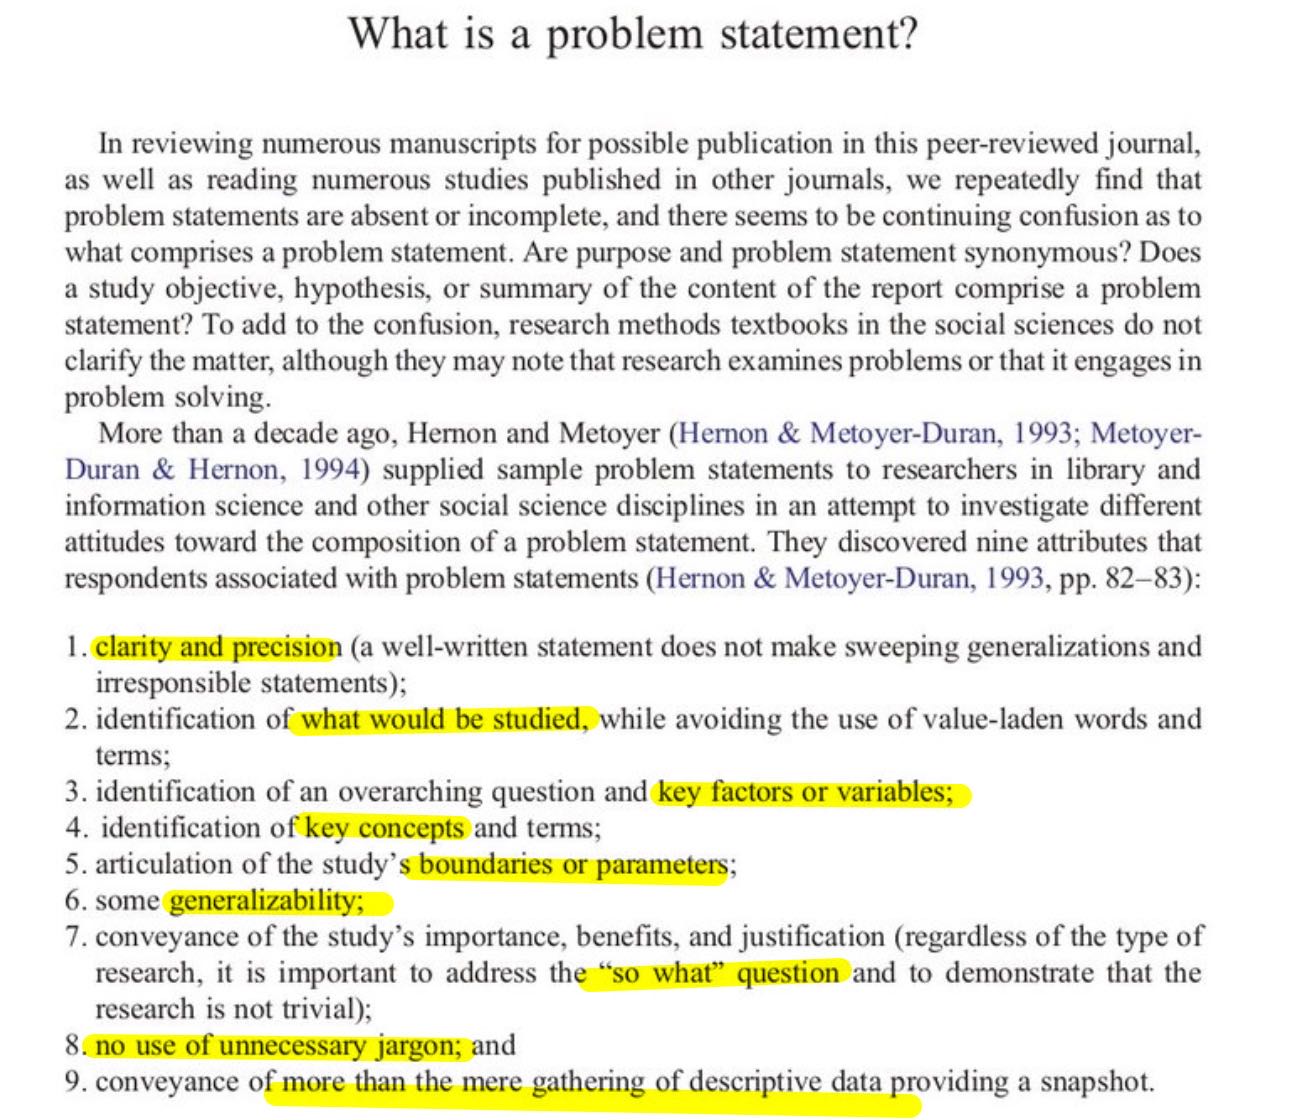 What is a problem statement?
In reviewing numerous manuscripts for possible publication in this peer-reviewed journal,
as well as reading numerous studies published in other journals, we repeatedly find that
problem statements are absent or incomplete, and there seems to be continuing confusion as to
what comprises a problem statement. Are purpose and problem statement synonymous? Does
a study objective, hypothesis, or summary of the content of the report comprise a problem
statement? To add to the confusion, research methods textbooks in the social sciences do not
clarify the matter, although they may note that research examines problems or that it engages in
problem solving.
More than a decade ago, Hernon and Metoyer (Hernon & Metoyer-Duran, 1993; Metoyer-
Duran & Hernon, 1994) supplied sample problem statements to researchers in library and
information science and other social science disciplines in an attempt to investigate different
attitudes toward the composition of a problem statement. They discovered nine attributes that
respondents associated with problem statements (Hernon & Metoyer-Duran, 1993, pp. 82–83):
1. clarity and precision (a well-written statement does not make sweeping generalizations and
irresponsible statements);
2. identification of what would be studied, while avoiding the use of value-laden words and
terms;
3. identification of an overarching question and key factors or variables;
4. identification of key concepts and terms;
5. articulation of the study’s boundaries or parameters;
6. some generalizability;
7. conveyance of the study’s importance, benefits, and justification (regardless of the type of
research, it is important to address the “so what” question and to demonstrate that the
research is not trivial);
8. no use of unnecessary jargon; and
9. conveyance of more than the mere gathering of descriptive data providing a snapshot.